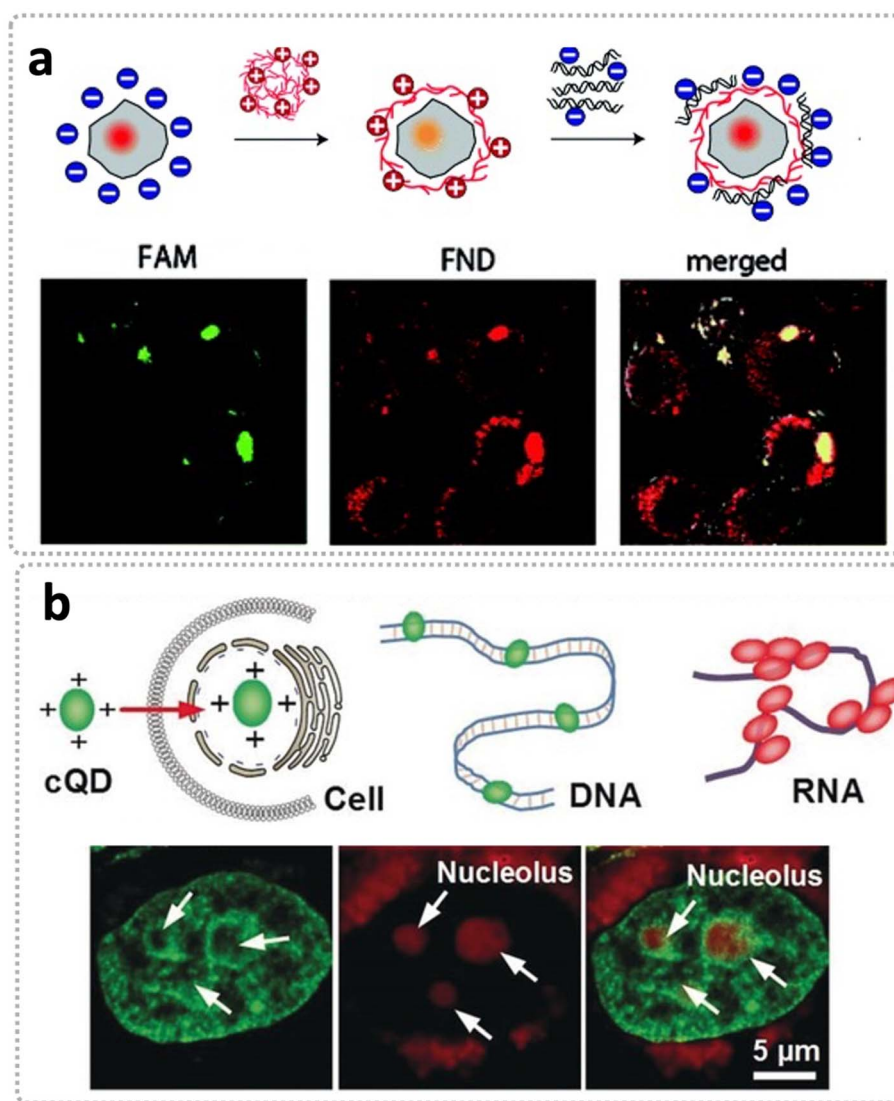 a
FAM FND merged
b
cQD
Cell
DNA
RNA
Nucleolus
Nucleolus
5 µm